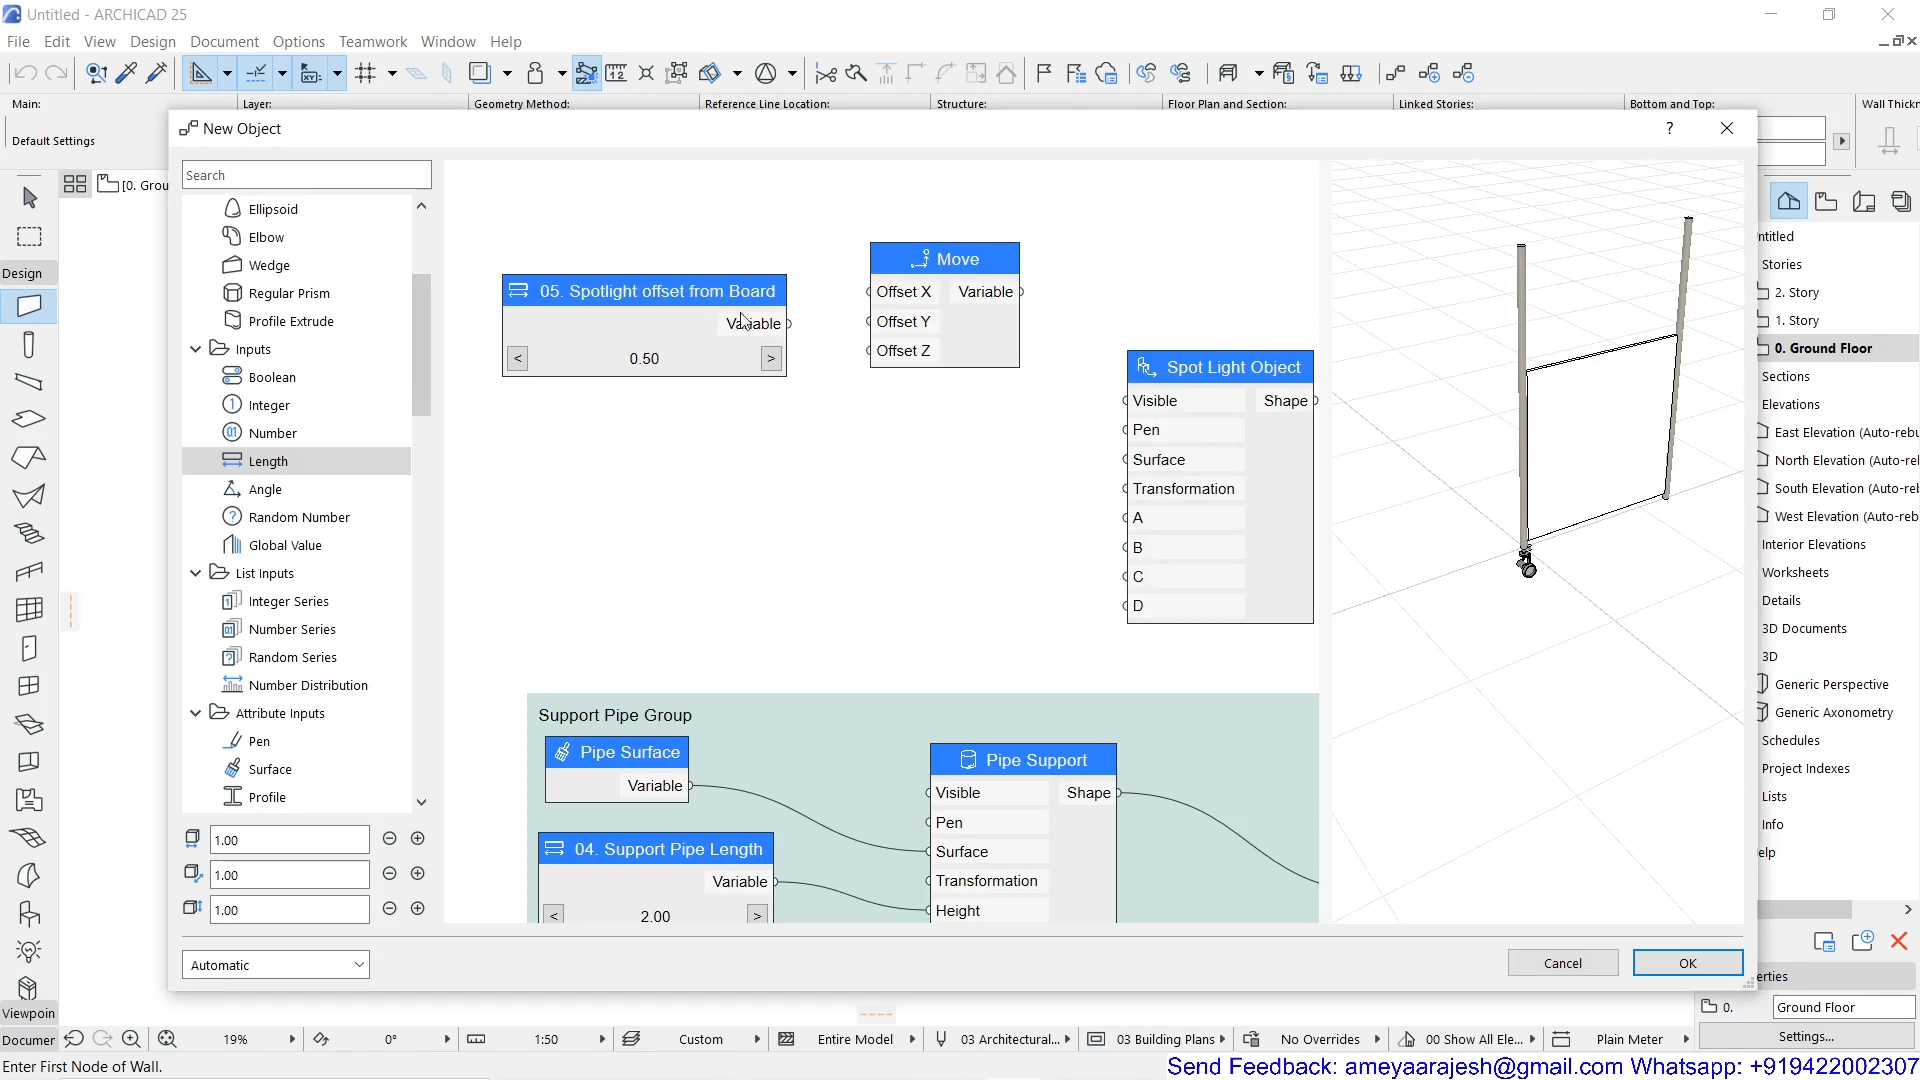 Untitled - ARCHICAD 25
File Edit View Design Document Options Teamwork Window Help
Main: Layer: Geometry Method: Reference Line Location: Structure: Floor Plan and Section: Linked Stories: Bottom and Top: Wall Thickn
Default Settings
New Object
?
[0. Grou
Search
Ellipsoid
Elbow
Wedge
Regular Prism
Profile Extrude
Inputs
Boolean
Integer
Number
Length
Angle
Random Number
Global Value
List Inputs
Integer Series
Number Series
Random Series
Number Distribution
Attribute Inputs
Pen
Surface
Profile
1.00
1.00
1.00
Automatic
05. Spotlight offset from Board
Variable
< 0.50 >
Move
Offset X Variable
Offset Y
Offset Z
Spot Light Object
Visible Shape
Pen
Surface
Transformation
A
B
C
D
Support Pipe Group
Pipe Surface
Variable
04. Support Pipe Length
Variable
< 2.00 >
Pipe Support
Visible Shape
Pen
Surface
Transformation
Height
Cancel OK
Design
Viewpoin
Documer
ntitled
Stories
2. Story
1. Story
0. Ground Floor
Sections
Elevations
East Elevation (Auto-rebu
North Elevation (Auto-rel
South Elevation (Auto-reb
West Elevation (Auto-reb
Interior Elevations
Worksheets
Details
3D Documents
3D
Generic Perspective
Generic Axonometry
Schedules
Project Indexes
Lists
Info
elp
erties
0. Ground Floor
Settings...
19% 0° 1:50 Custom Entire Model 03 Architectural... 03 Building Plans No Overrides 00 Show All Ele... Plain Meter
Enter First Node of Wall.
Send Feedback: ameyaarajesh@gmail.com Whatsapp: +919422002307